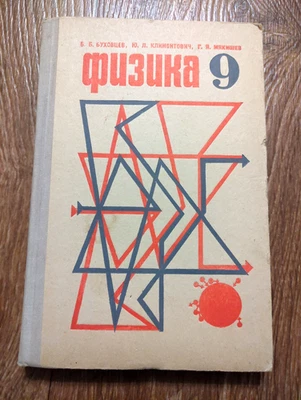 Б. Б. БУХОВЦЕВ, Ю. Л. КЛИМОНТОВИЧ, Г. Я. МЯКИШЕВ
физика 9